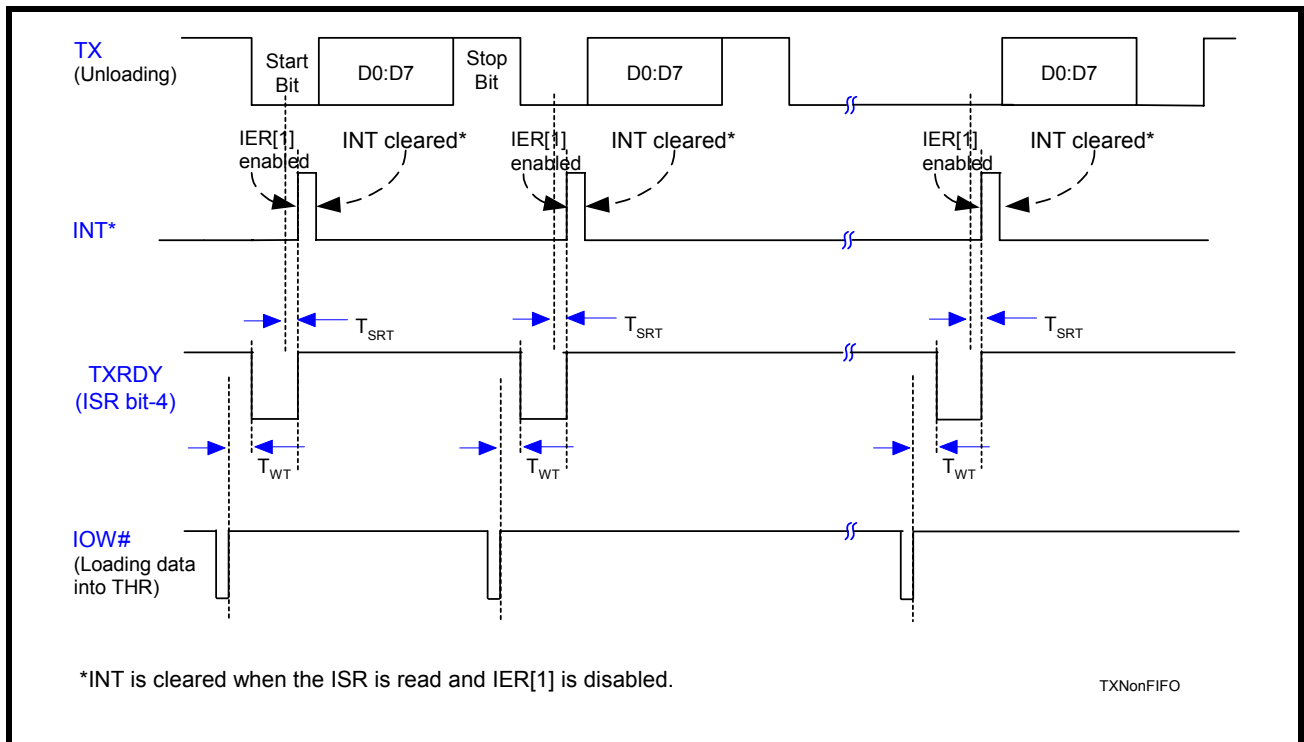 TX
(Unloading)
Start
Bit
D0:D7
Stop
Bit
D0:D7
D0:D7
IER[1]
enabled
INT cleared*
IER[1]
enabled
INT cleared*
IER[1]
enabled
INT cleared*
INT*
TSRT
TSRT
TSRT
TXRDY
(ISR bit-4)
TWT
TWT
TWT
IOW#
(Loading data
into THR)
*INT is cleared when the ISR is read and IER[1] is disabled.
TXNonFIFO